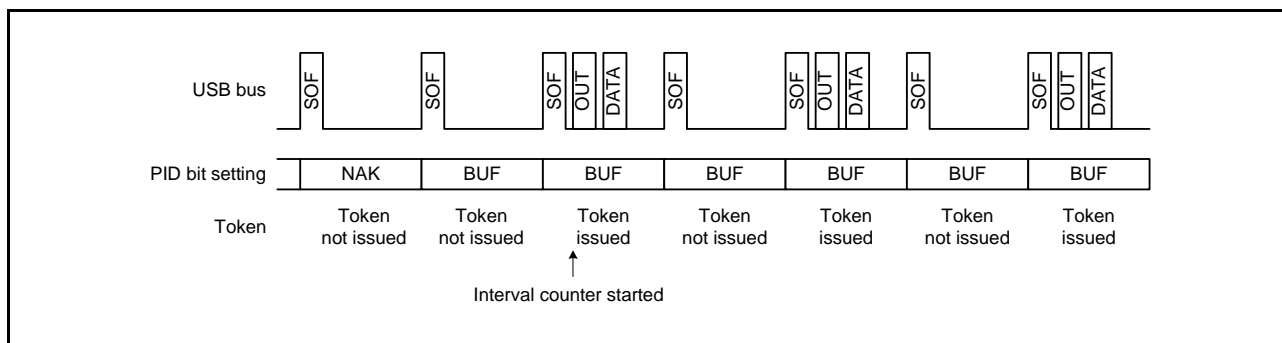 USB bus
SOF
SOF
SOF
OUT
DATA
SOF
SOF
OUT
DATA
SOF
SOF
OUT
DATA
PID bit setting
NAK
BUF
BUF
BUF
BUF
BUF
BUF
Token
Token
not issued
Token
not issued
Token
issued
Token
not issued
Token
issued
Token
not issued
Token
issued
Interval counter started